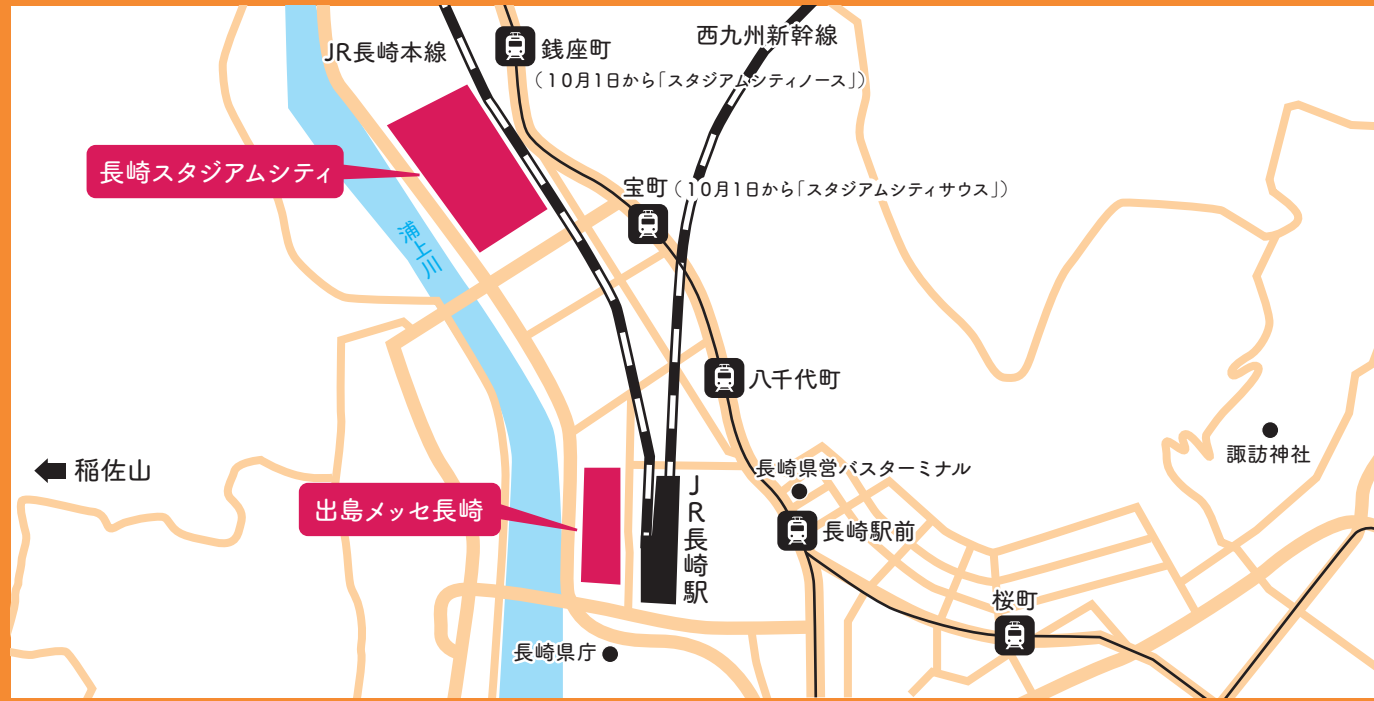 西九州新幹線
JR長崎本線
銭座町
（10月1日から「スタジアムシティノース」）
長崎スタジアムシティ
宝町（10月1日から「スタジアムシティサウス」）
浦上川
八千代町
諏訪神社
稲佐山
長崎県営バスターミナル
出島メッセ長崎
JR長崎駅
長崎駅前
桜町
長崎県庁